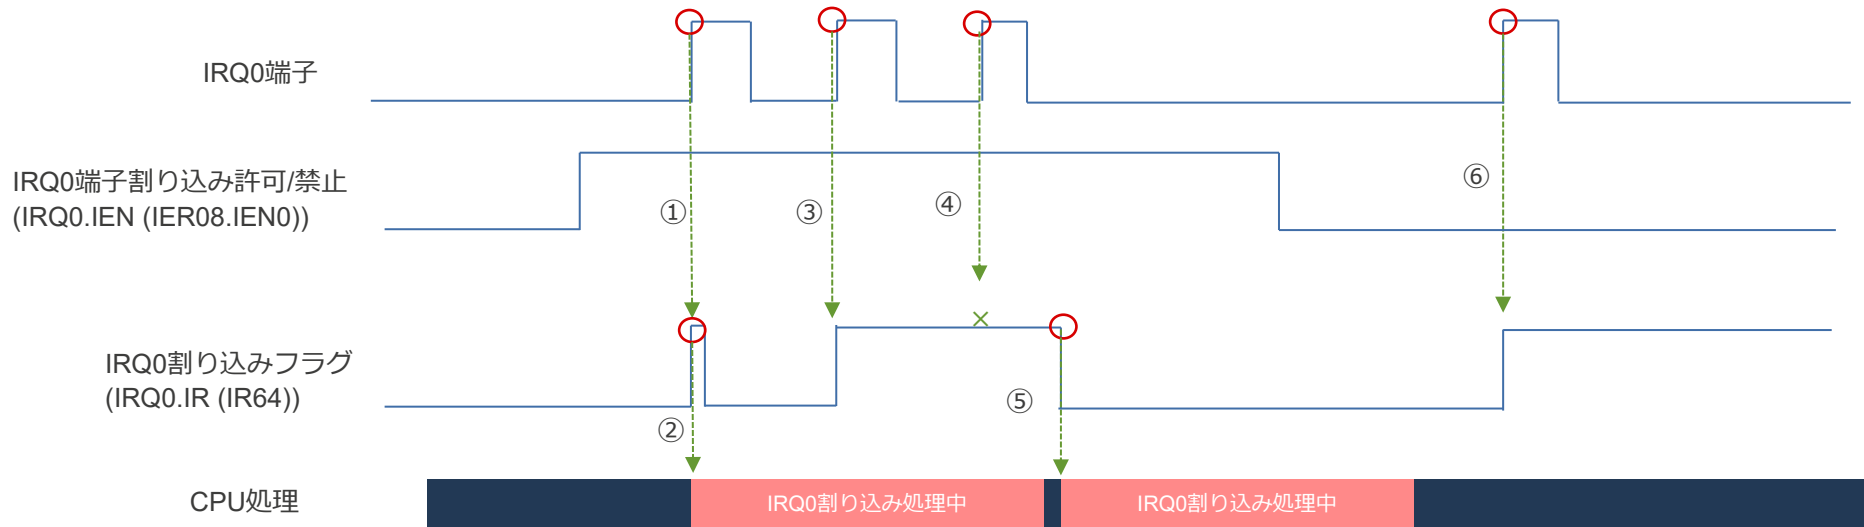 IRQ0端子
IRQ0端子割り込み許可/禁止
(IRQ0.IEN (IER08.IEN0))
①
③
④
⑥
IRQ0割り込みフラグ
(IRQ0.IR (IR64))
②
⑤
CPU処理
IRQ0割り込み処理中
IRQ0割り込み処理中